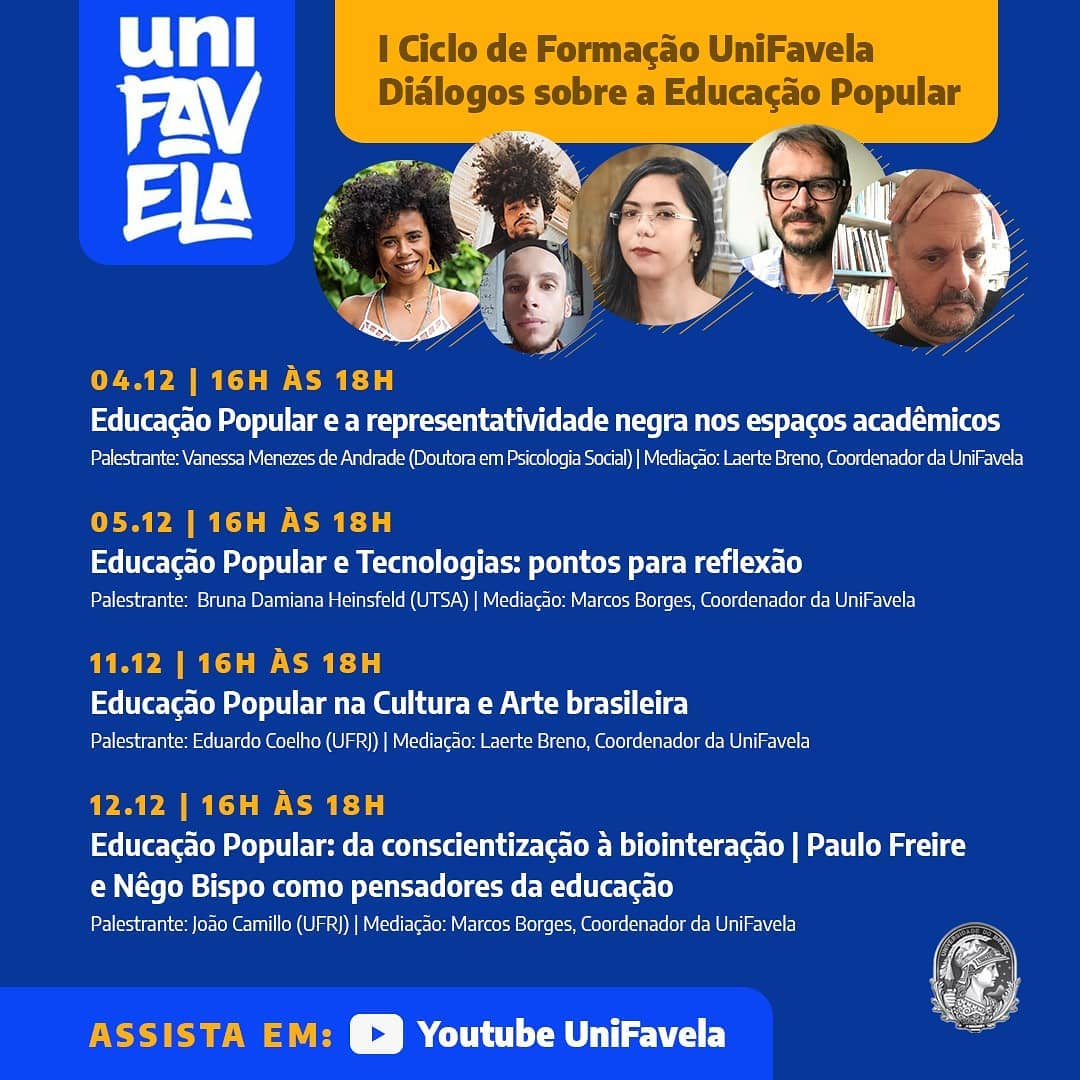 uni
FAV
ELA
I Ciclo de Formação UniFavela
Diálogos sobre a Educação Popular
04.12 | 16H ÀS 18H
Educação Popular e a representatividade negra nos espaços acadêmicos
Palestrante: Vanessa Menezes de Andrade (Doutora em Psicologia Social) | Mediação: Laerte Breno, Coordenador da UniFavela
05.12 | 16H ÀS 18H
Educação Popular e Tecnologias: pontos para reflexão
Palestrante: Bruna Damiana Heinsfeld (UTSA) | Mediação: Marcos Borges, Coordenador da UniFavela
11.12 | 16H ÀS 18H
Educação Popular na Cultura e Arte brasileira
Palestrante: Eduardo Coelho (UFRJ) | Mediação: Laerte Breno, Coordenador da UniFavela
12.12 | 16H ÀS 18H
Educação Popular: da conscientização à biointeração | Paulo Freire
e Nêgo Bispo como pensadores da educação
Palestrante: João Camillo (UFRJ) | Mediação: Marcos Borges, Coordenador da UniFavela
UNIVERSIDADE DO BRASIL
ASSISTA EM: Youtube UniFavela